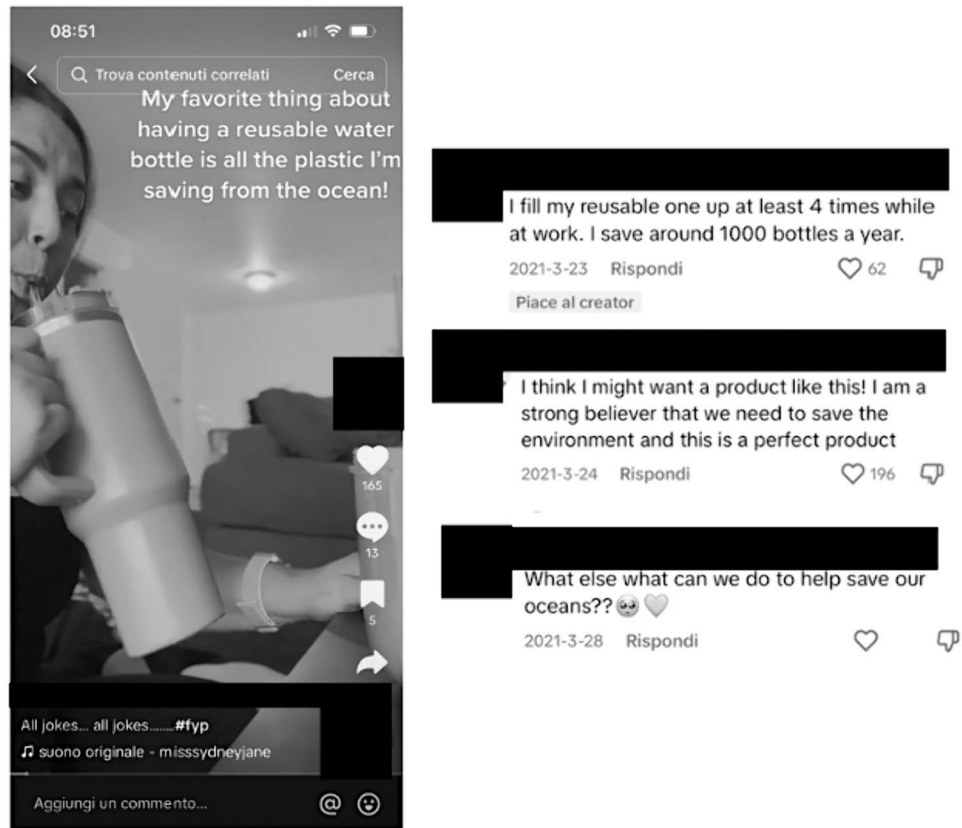 08:51
Trova contenuti correlati
Cerca
My favorite thing about
having a reusable water
bottle is all the plastic I'm
saving from the ocean!
165
13
5
All jokes... all jokes.......#fyp
suono originale - misssydneyjane
Aggiungi un commento...
I fill my reusable one up at least 4 times while
at work. I save around 1000 bottles a year.
2021-3-23 Rispondi
62
Piace al creator
I think I might want a product like this! I am a
strong believer that we need to save the
environment and this is a perfect product
2021-3-24 Rispondi
196
What else what can we do to help save our
oceans??🥺🤍
2021-3-28 Rispondi